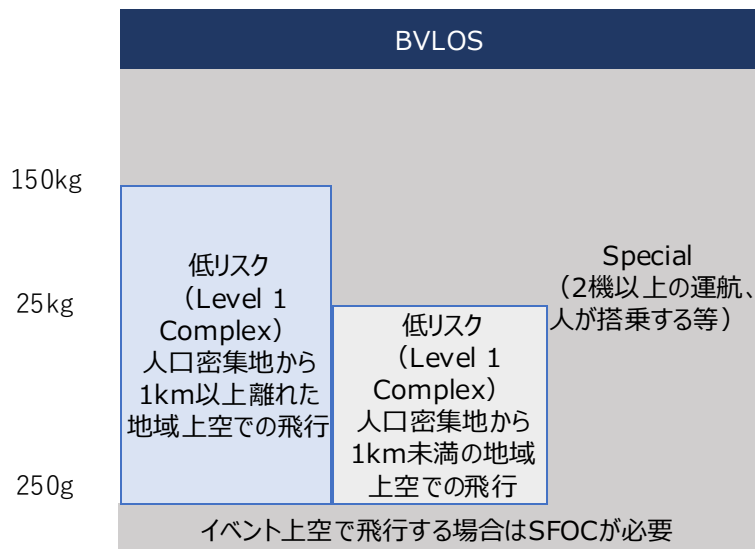 BVLOS
150kg
25kg
250g
低リスク
（Level 1
Complex）
人口密集地から
1km以上離れた
地域上空での飛行
低リスク
（Level 1
Complex）
人口密集地から
1km未満の地域
上空での飛行
Special
（2機以上の運航、
人が搭乗する等）
イベント上空で飛行する場合はSFOCが必要